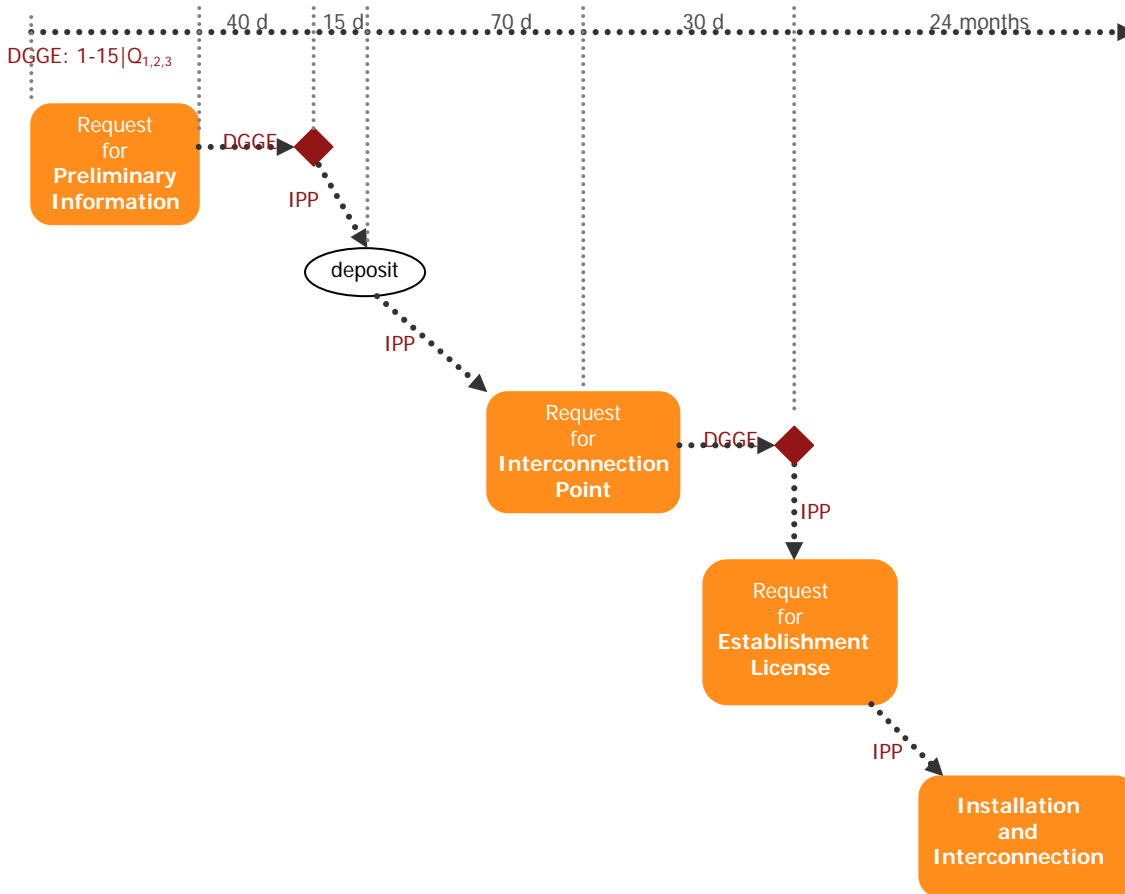 40 d 15 d 70 d 30 d 24 months
DGGE: 1-15|Q1,2,3
Request
for
Preliminary
Information
DGGE
IPP
deposit
IPP
Request
for
Interconnection
Point
DGGE
IPP
Request
for
Establishment
License
IPP
Installation
and
Interconnection